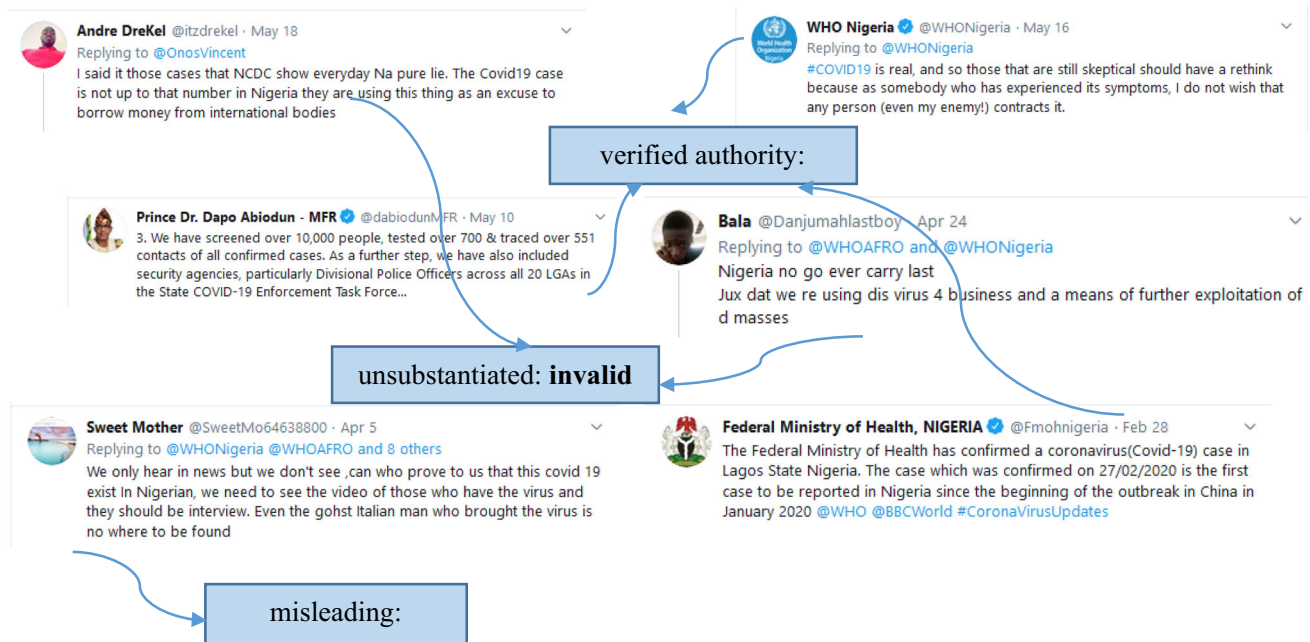 Andre DreKel @itzdrekel · May 18
Replying to @OnosVincent
I said it those cases that NCDC show everyday Na pure lie. The Covid19 case
is not up to that number in Nigeria they are using this thing as an excuse to
borrow money from international bodies
WHO Nigeria @WHONigeria · May 16
Replying to @WHONigeria
#COVID19 is real, and so those that are still skeptical should have a rethink
because as somebody who has experienced its symptoms, I do not wish that
any person (even my enemy!) contracts it.
World Health
Organization
Nigeria
verified authority:
Prince Dr. Dapo Abiodun - MFR @dabiodunMFR · May 10
3. We have screened over 10,000 people, tested over 700 & traced over 551
contacts of all confirmed cases. As a further step, we have also included
security agencies, particularly Divisional Police Officers across all 20 LGAs in
the State COVID-19 Enforcement Task Force...
Bala @Danjumahlastboy · Apr 24
Replying to @WHOAFRO and @WHONigeria
Nigeria no go ever carry last
Jux dat we re using dis virus 4 business and a means of further exploitation of
d masses
unsubstantiated: invalid
Sweet Mother @SweetMo64638800 · Apr 5
Replying to @WHONigeria @WHOAFRO and 8 others
We only hear in news but we don't see ,can who prove to us that this covid 19
exist In Nigerian, we need to see the video of those who have the virus and
they should be interview. Even the gohst Italian man who brought the virus is
no where to be found
Federal Ministry of Health, NIGERIA @Fmohnigeria · Feb 28
The Federal Ministry of Health has confirmed a coronavirus(Covid-19) case in
Lagos State Nigeria. The case which was confirmed on 27/02/2020 is the first
case to be reported in Nigeria since the beginning of the outbreak in China in
January 2020 @WHO @BBCWorld #CoronaVirusUpdates
misleading: